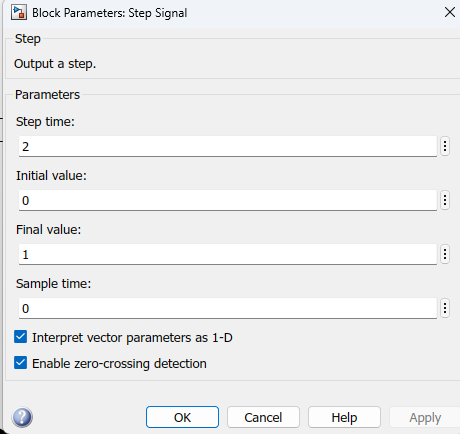 Block Parameters: Step Signal
Step
Output a step.
Parameters
Step time:
2
Initial value:
0
Final value:
1
Sample time:
0
Interpret vector parameters as 1-D
Enable zero-crossing detection
? OK Cancel Help Apply